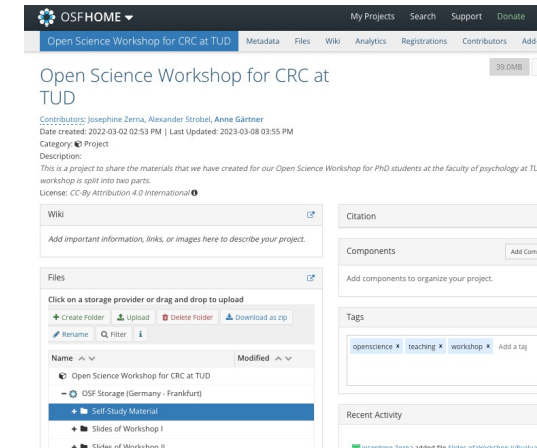 OSFHOME
My Projects Search Support Donate
Open Science Workshop for CRC at TUD Metadata Files Wiki Analytics Registrations Contributors Add-
Open Science Workshop for CRC at
TUD
39.0MB
Contributors: Josephine Zerna, Alexander Strobel, Anne Gärtner
Date created: 2022-03-02 02:53 PM | Last Updated: 2023-03-08 03:55 PM
Category: Project
Description:
This is a project to share the materials that we have created for our Open Science Workshop for PhD students at the faculty of psychology at TU
workshop is split into two parts.
License: CC-By Attribution 4.0 International
Wiki
Add important information, links, or images here to describe your project.
Files
Click on a storage provider or drag and drop to upload
Create Folder Upload Delete Folder Download as zip
Rename Filter i
Name Modified
Open Science Workshop for CRC at TUD
OSF Storage (Germany - Frankfurt)
Self-Study Material
Slides of Workshop I
Slides of Workshop II
Citation
Components Add Com
Add components to organize your project.
Tags
openscience x teaching x workshop x Add a tag
Recent Activity
Josephine Zerna added file